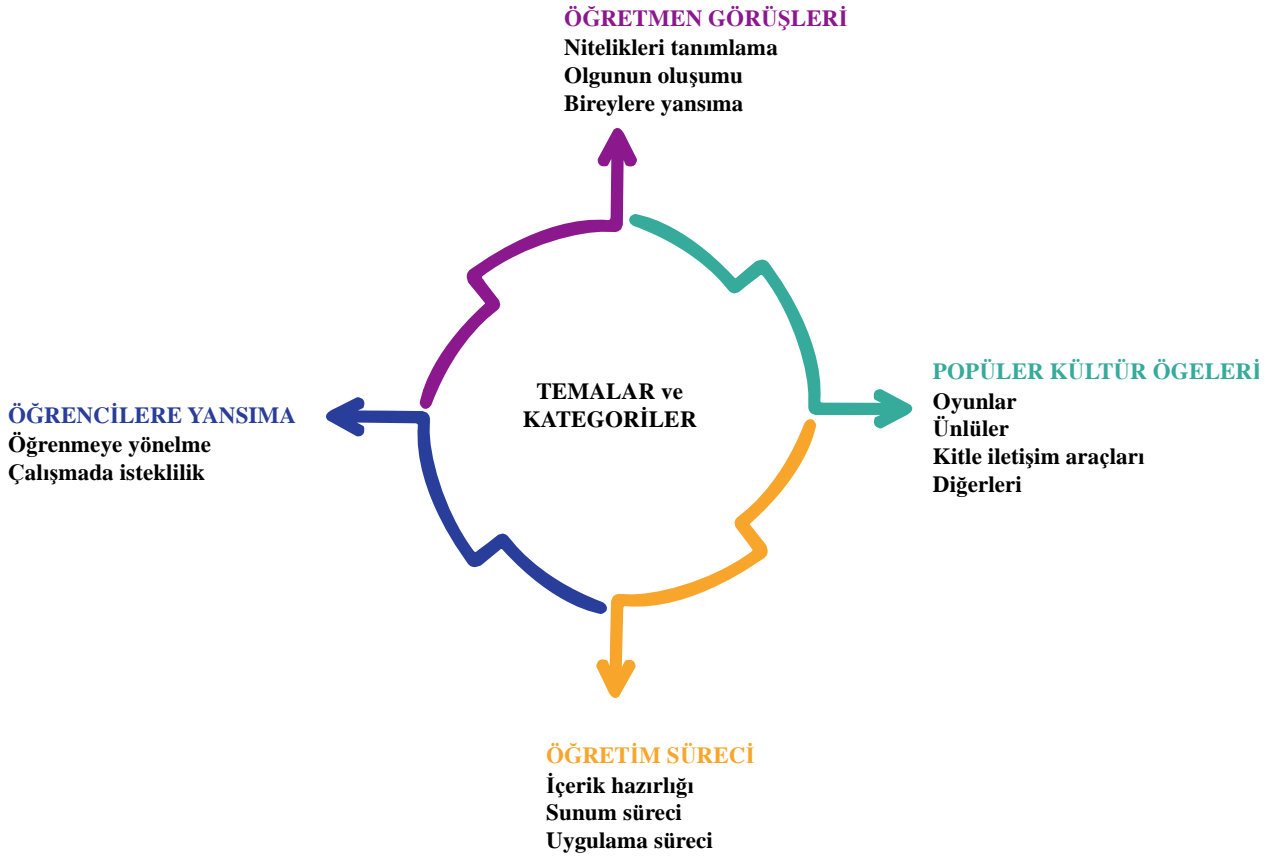 ÖĞRETMEN GÖRÜŞLERİ
Nitelikleri tanımlama
Olgunun oluşumu
Bireylere yansıma
TEMALAR ve
KATEGORİLER
POPÜLER KÜLTÜR ÖGELERİ
Oyunlar
Ünlüler
Kitle iletişim araçları
Diğerleri
ÖĞRENCİLERE YANSIMA
Öğrenmeye yönelme
Çalışmada isteklilik
ÖĞRETİM SÜRECİ
İçerik hazırlığı
Sunum süreci
Uygulama süreci